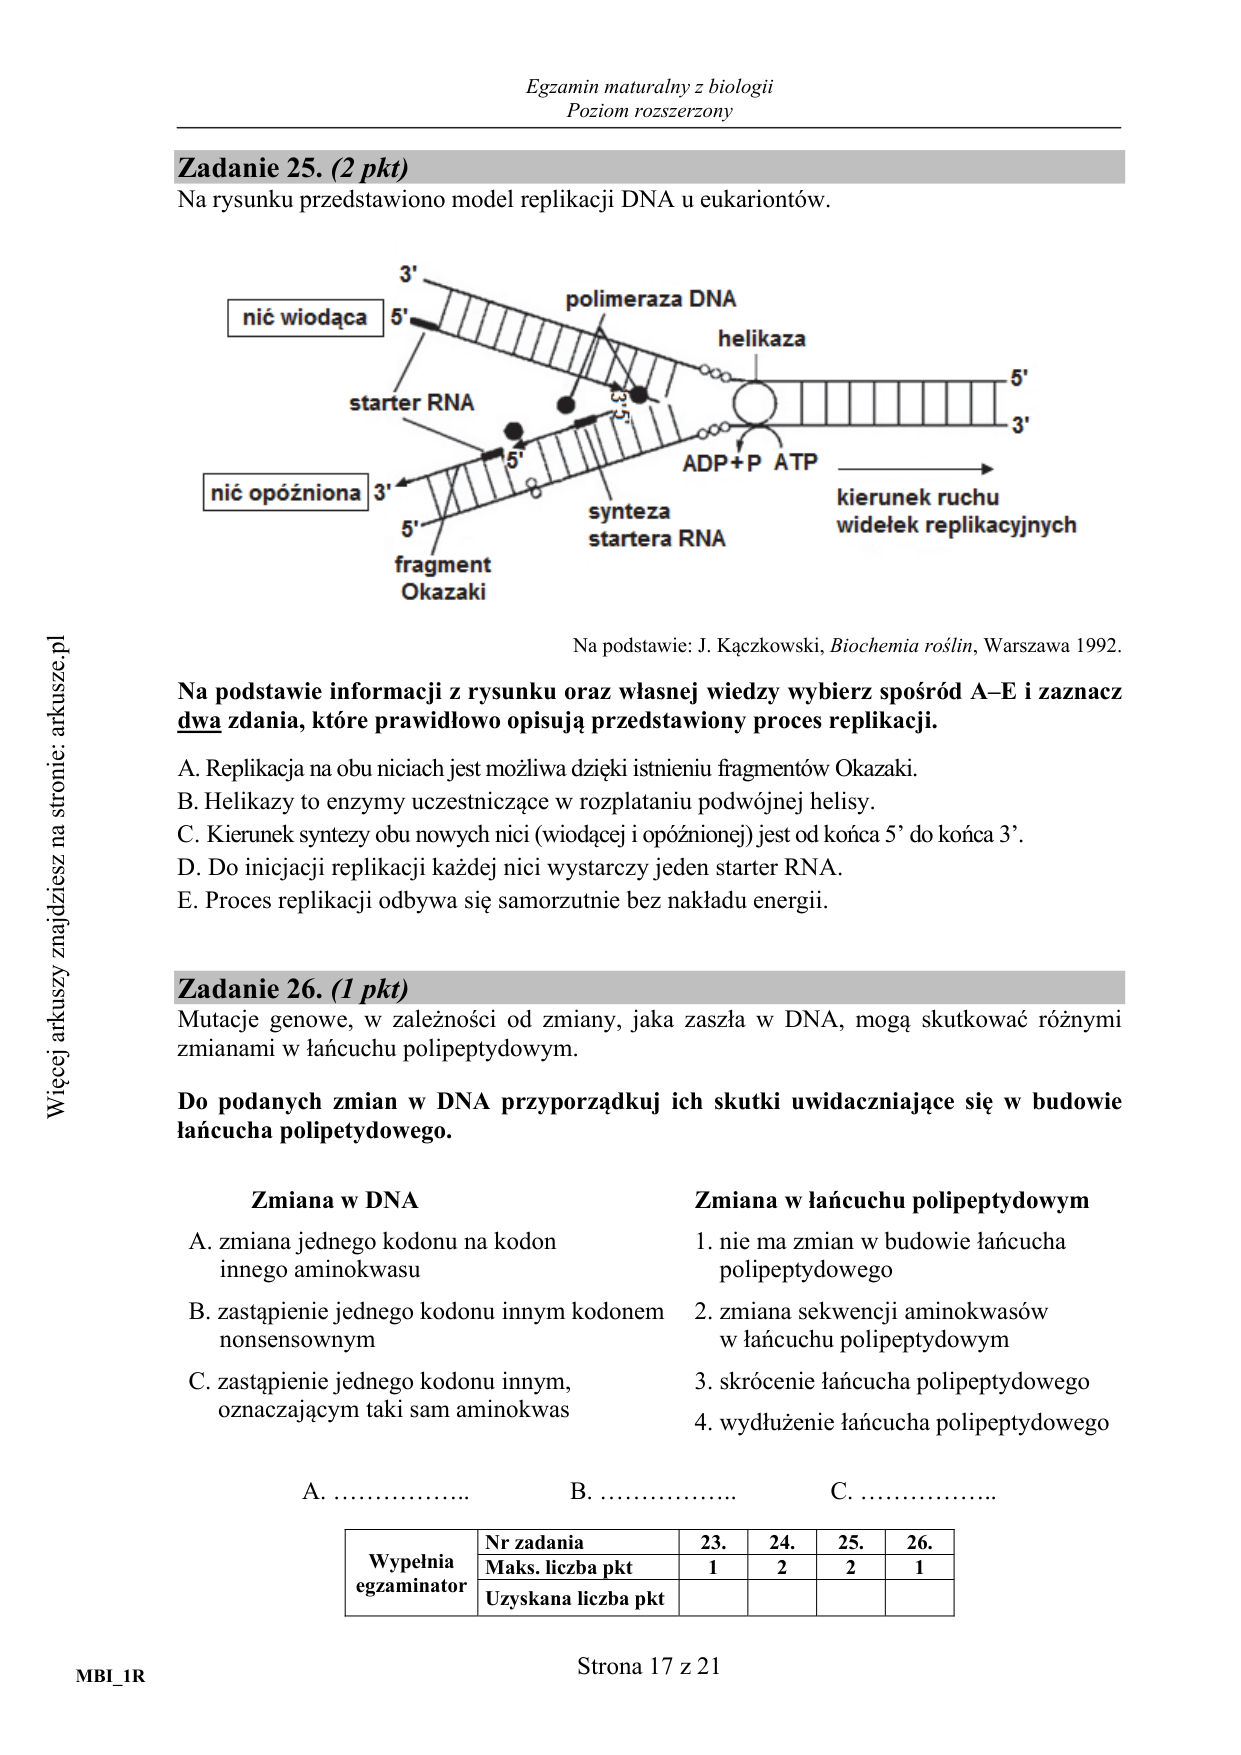 Egzamin maturalny z biologii
Poziom rozszerzony
Zadanie 25. (2 pkt)
Na rysunku przedstawiono model replikacji DNA u eukariontów.
3'
polimeraza DNA
nić wiodąca
5'
helikaza
5'
starter RNA
3'
5'
3'
5'
ADP+P ATP
nić opóźniona
3'
kierunek ruchu
widełek replikacyjnych
5'
synteza
startera RNA
fragment
Okazaki
Na podstawie: J. Kączkowski, Biochemia roślin, Warszawa 1992.
Na podstawie informacji z rysunku oraz własnej wiedzy wybierz spośród A–E i zaznacz
dwa zdania, które prawidłowo opisują przedstawiony proces replikacji.
A. Replikacja na obu niciach jest możliwa dzięki istnieniu fragmentów Okazaki.
B. Helikazy to enzymy uczestniczące w rozplataniu podwójnej helisy.
C. Kierunek syntezy obu nowych nici (wiodącej i opóźnionej) jest od końca 5’ do końca 3’.
D. Do inicjacji replikacji każdej nici wystarczy jeden starter RNA.
E. Proces replikacji odbywa się samorzutnie bez nakładu energii.
Zadanie 26. (1 pkt)
Mutacje genowe, w zależności od zmiany, jaka zaszła w DNA, mogą skutkować różnymi
zmianami w łańcuchu polipeptydowym.
Do podanych zmian w DNA przyporządkuj ich skutki uwidaczniające się w budowie
łańcucha polipetydowego.
Zmiana w DNA
A. zmiana jednego kodonu na kodon
innego aminokwasu
B. zastąpienie jednego kodonu innym kodonem
nonsensownym
C. zastąpienie jednego kodonu innym,
oznaczającym taki sam aminokwas
Zmiana w łańcuchu polipeptydowym
1. nie ma zmian w budowie łańcucha
polipeptydowego
2. zmiana sekwencji aminokwasów
w łańcuchu polipeptydowym
3. skrócenie łańcucha polipeptydowego
4. wydłużenie łańcucha polipeptydowego
A. …………….. B. …………….. C. ……………..
Wypełnia
egzaminator
Nr zadania 23. 24. 25. 26.
Maks. liczba pkt 1 2 2 1
Uzyskana liczba pkt
Strona 17 z 21
MBI_1R
Więcej arkuszy znajdziesz na stronie: arkusze.pl